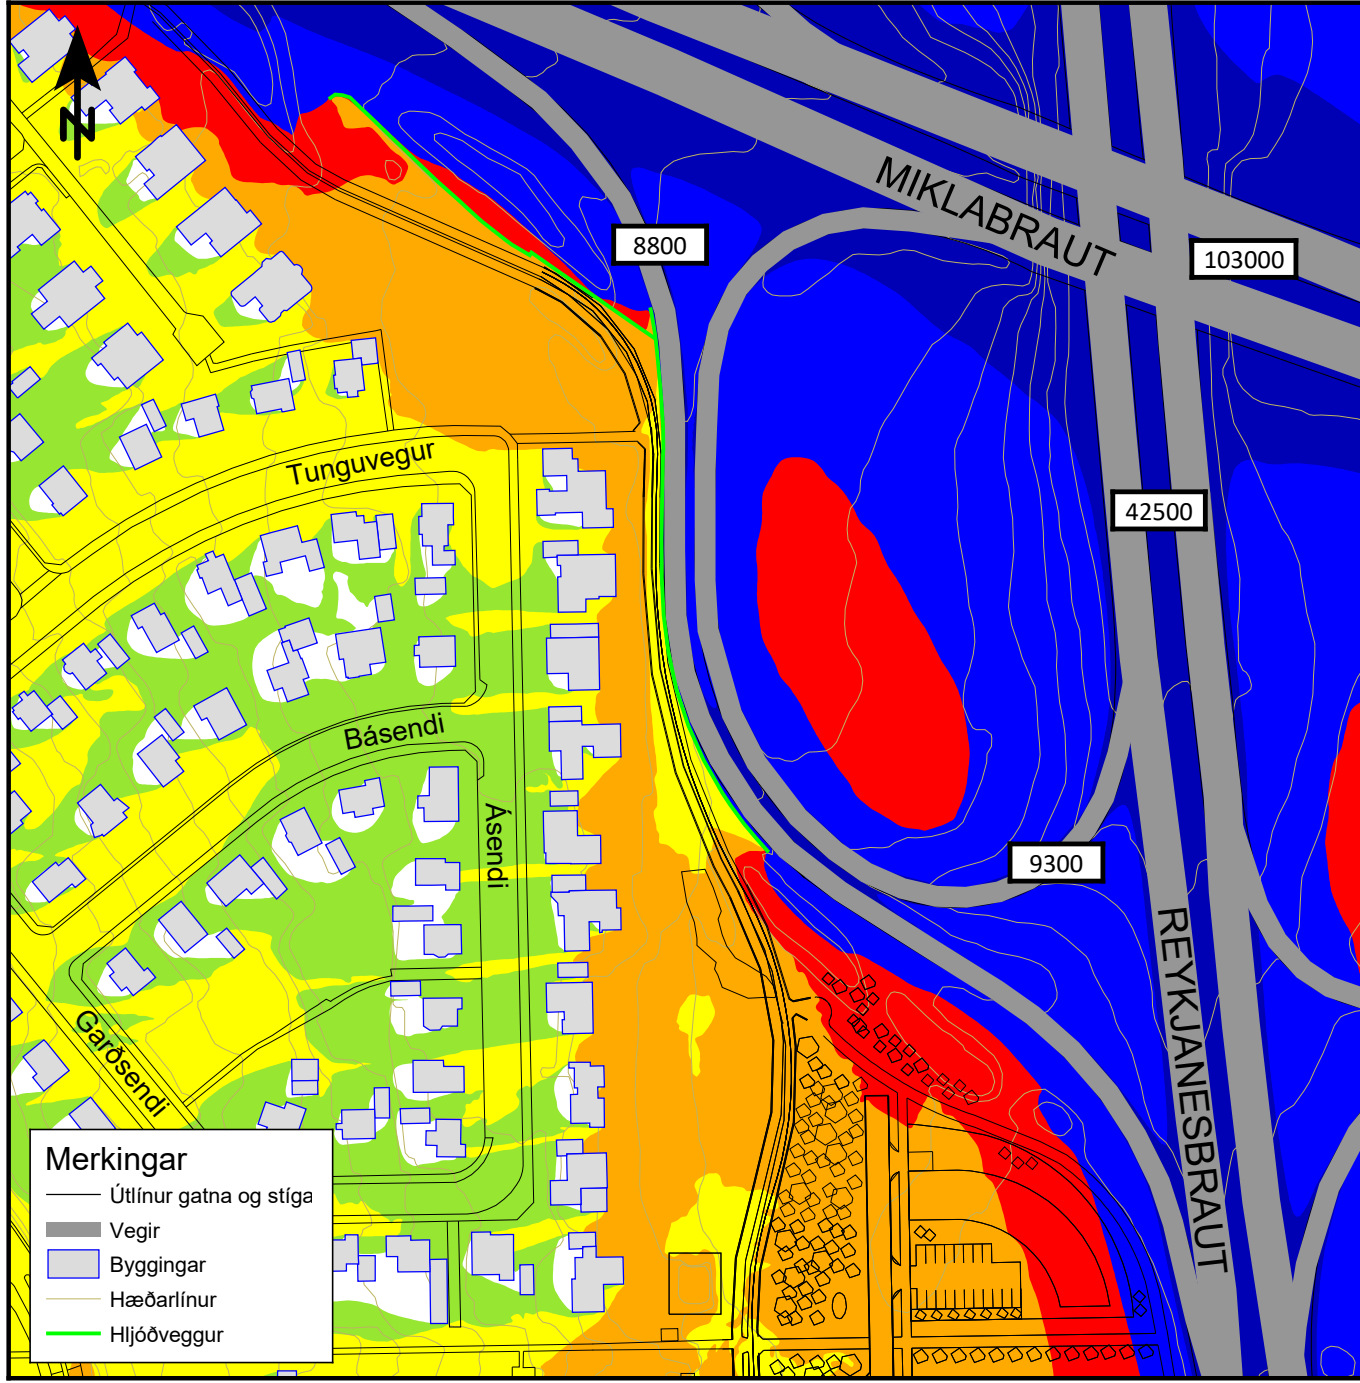 N
MIKLABRAUT
8800
103000
Tunguvegur
42500
Básendi
Ásendi
9300
REYKJANESBRAUT
Garðsendi
Merkingar
Útlínur gatna og stíga
Vegir
Byggingar
Hæðarlínur
Hljóðveggur